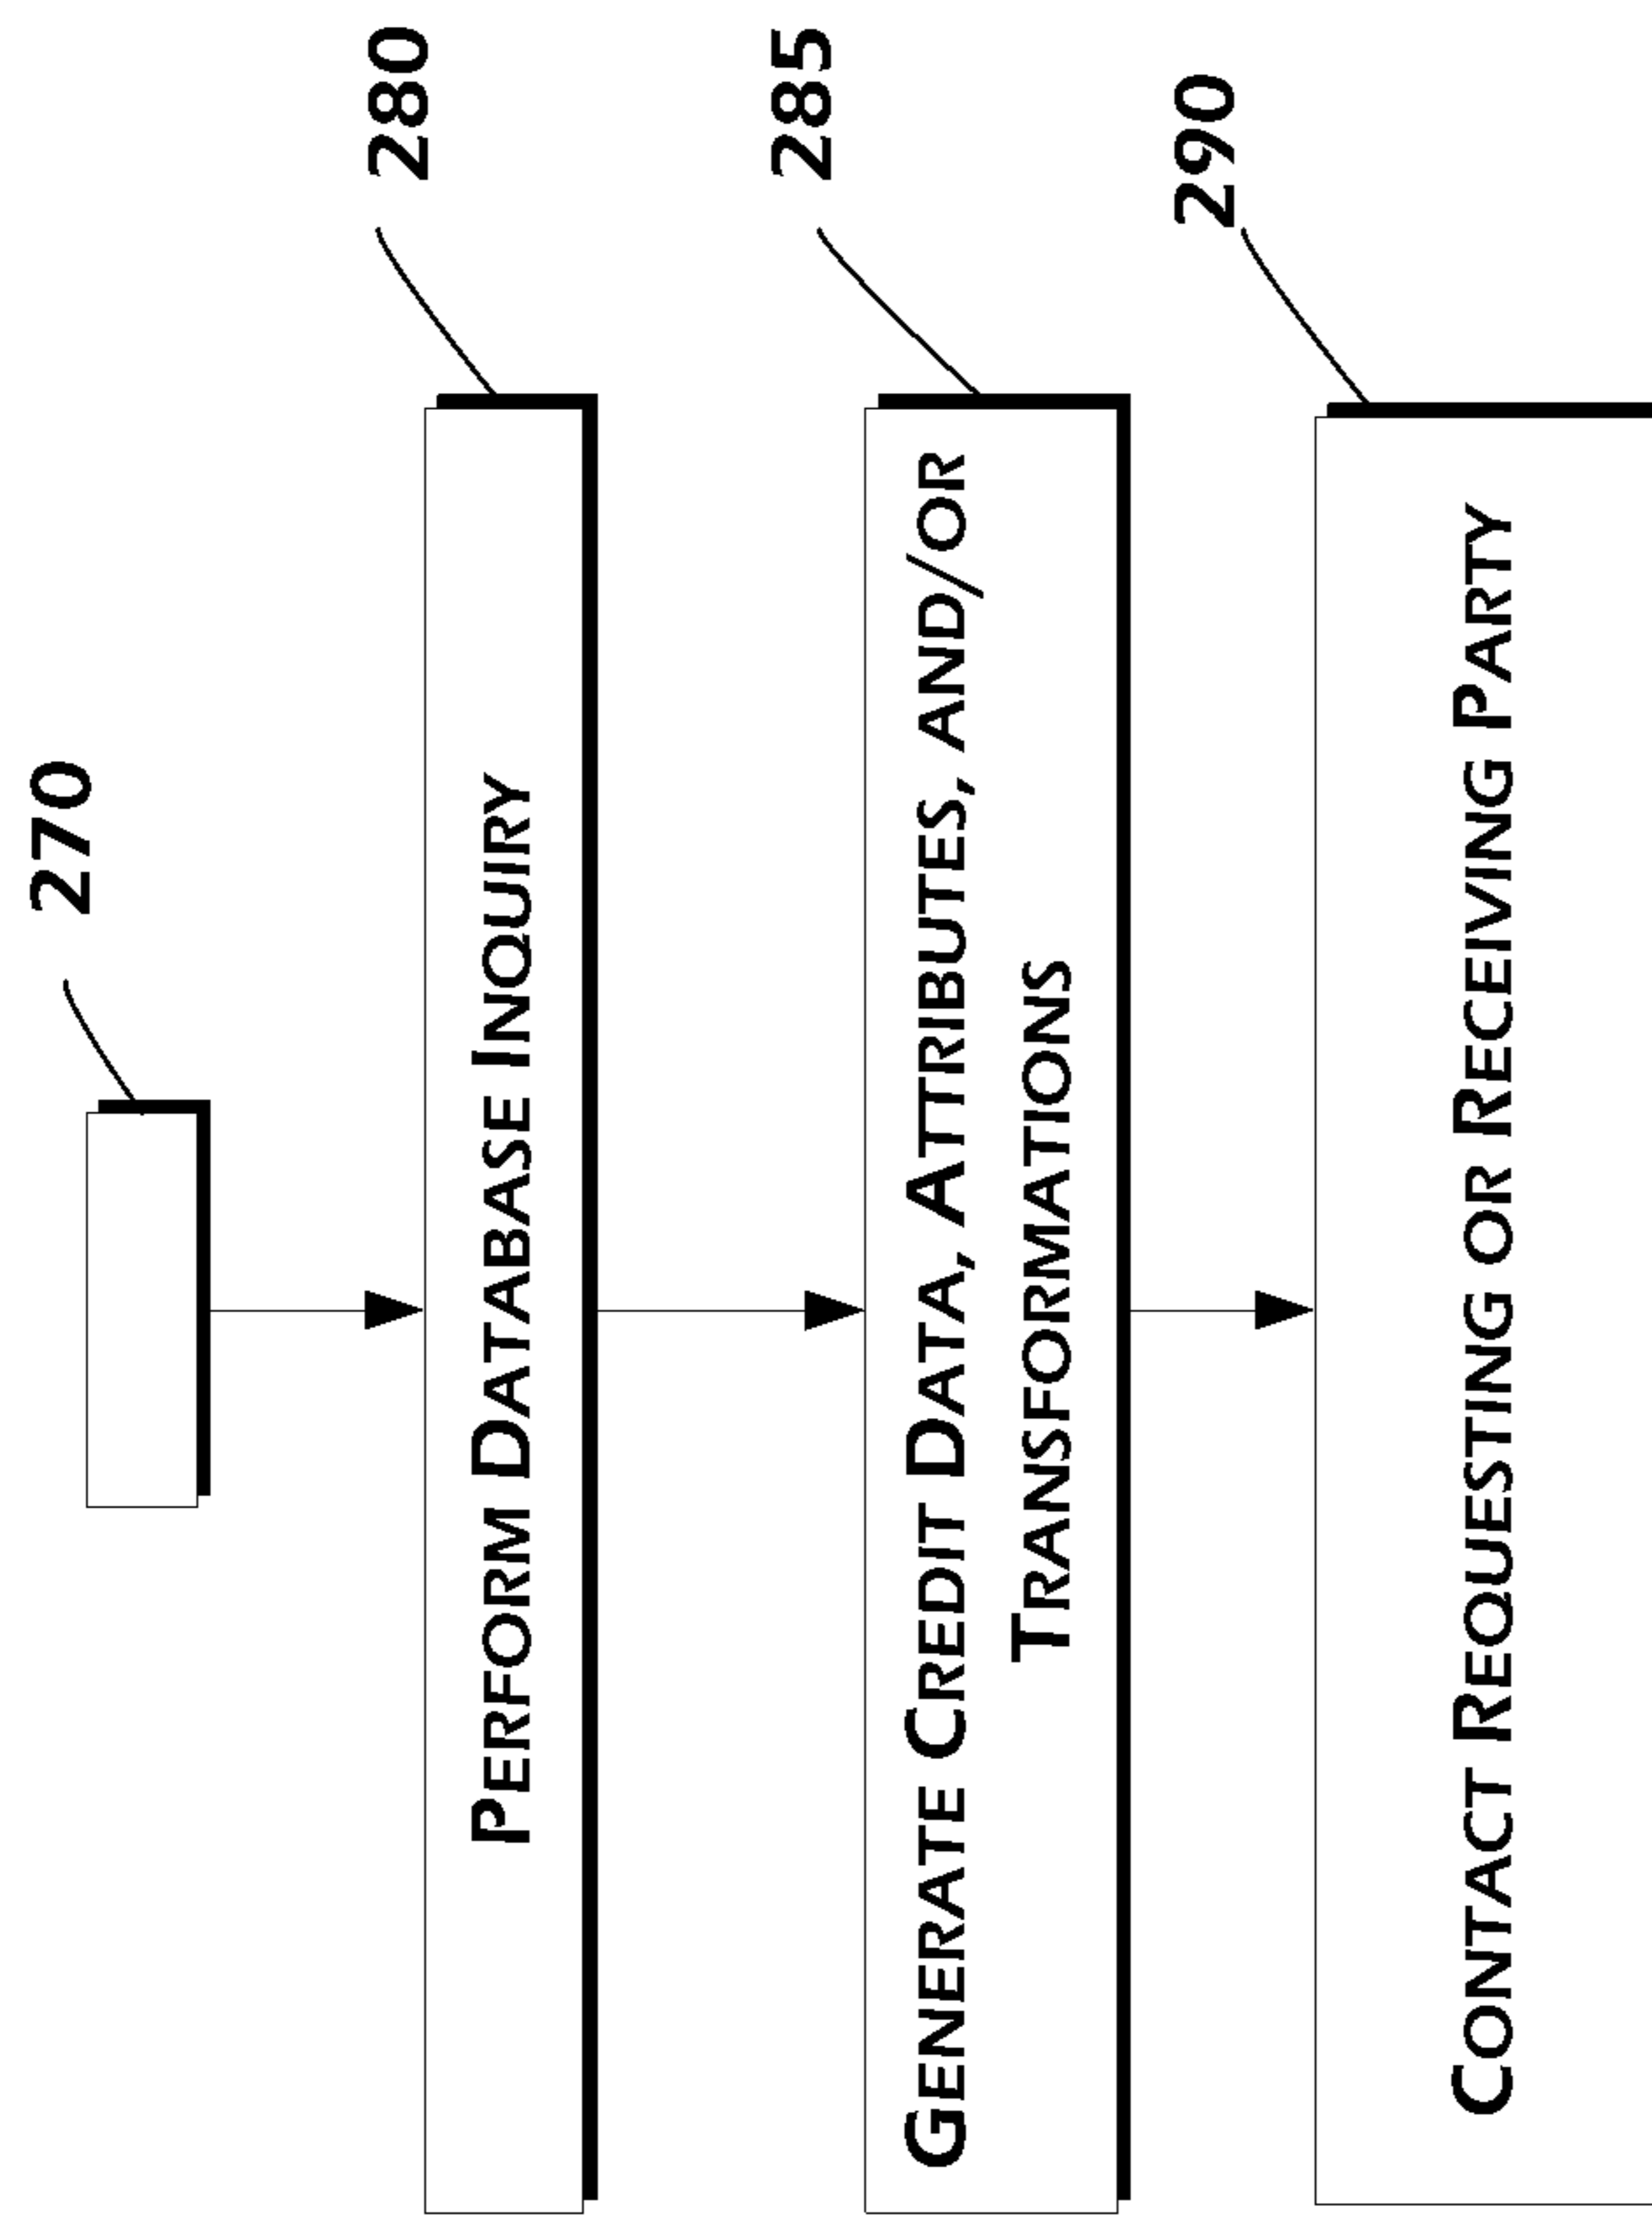 270
280
PERFORM DATABASE INQUIRY
285
GENERATE CREDIT DATA, ATTRIBUTES, AND/OR
TRANSFORMATIONS
290
CONTACT REQUESTING OR RECEIVING PARTY